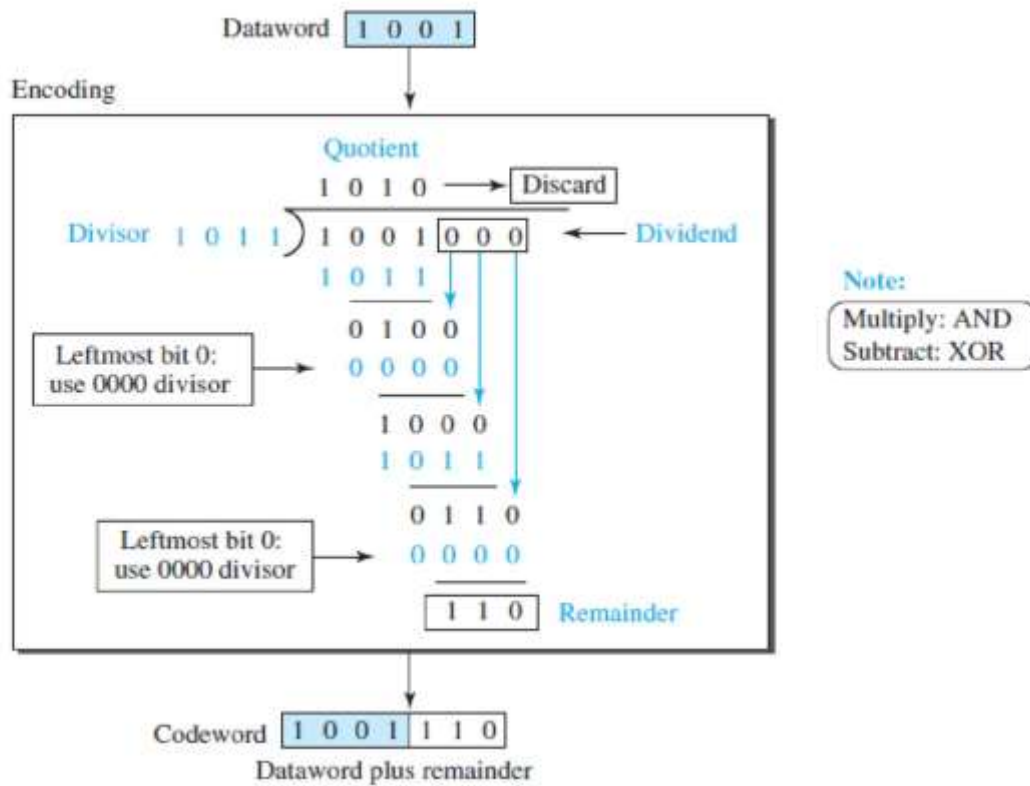 Dataword 1 0 0 1
Encoding
Quotient
1 0 1 0 Discard
Divisor 1 0 1 1 1 0 0 1 0 0 0 Dividend
1 0 1 1
Note:
Multiply: AND
Subtract: XOR
0 1 0 0
Leftmost bit 0:
use 0000 divisor
0 0 0 0
1 0 0 0
1 0 1 1
0 1 1 0
Leftmost bit 0:
use 0000 divisor
0 0 0 0
1 1 0 Remainder
Codeword 1 0 0 1 1 1 0
Dataword plus remainder